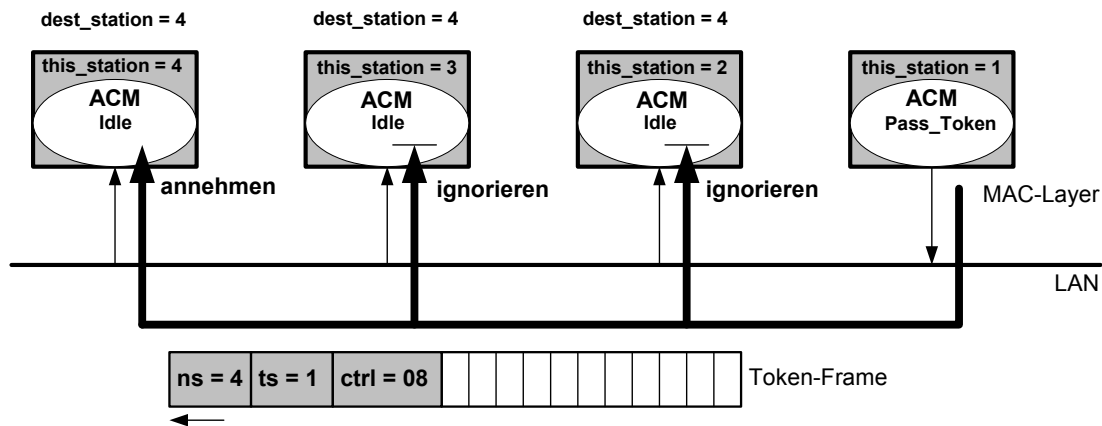 dest_station = 4
dest_station = 4
dest_station = 4
this_station = 4
ACM
Idle
this_station = 3
ACM
Idle
this_station = 2
ACM
Idle
this_station = 1
ACM
Pass_Token
annehmen
ignorieren
ignorieren
MAC-Layer
LAN
ns = 4 ts = 1 ctrl = 08
Token-Frame